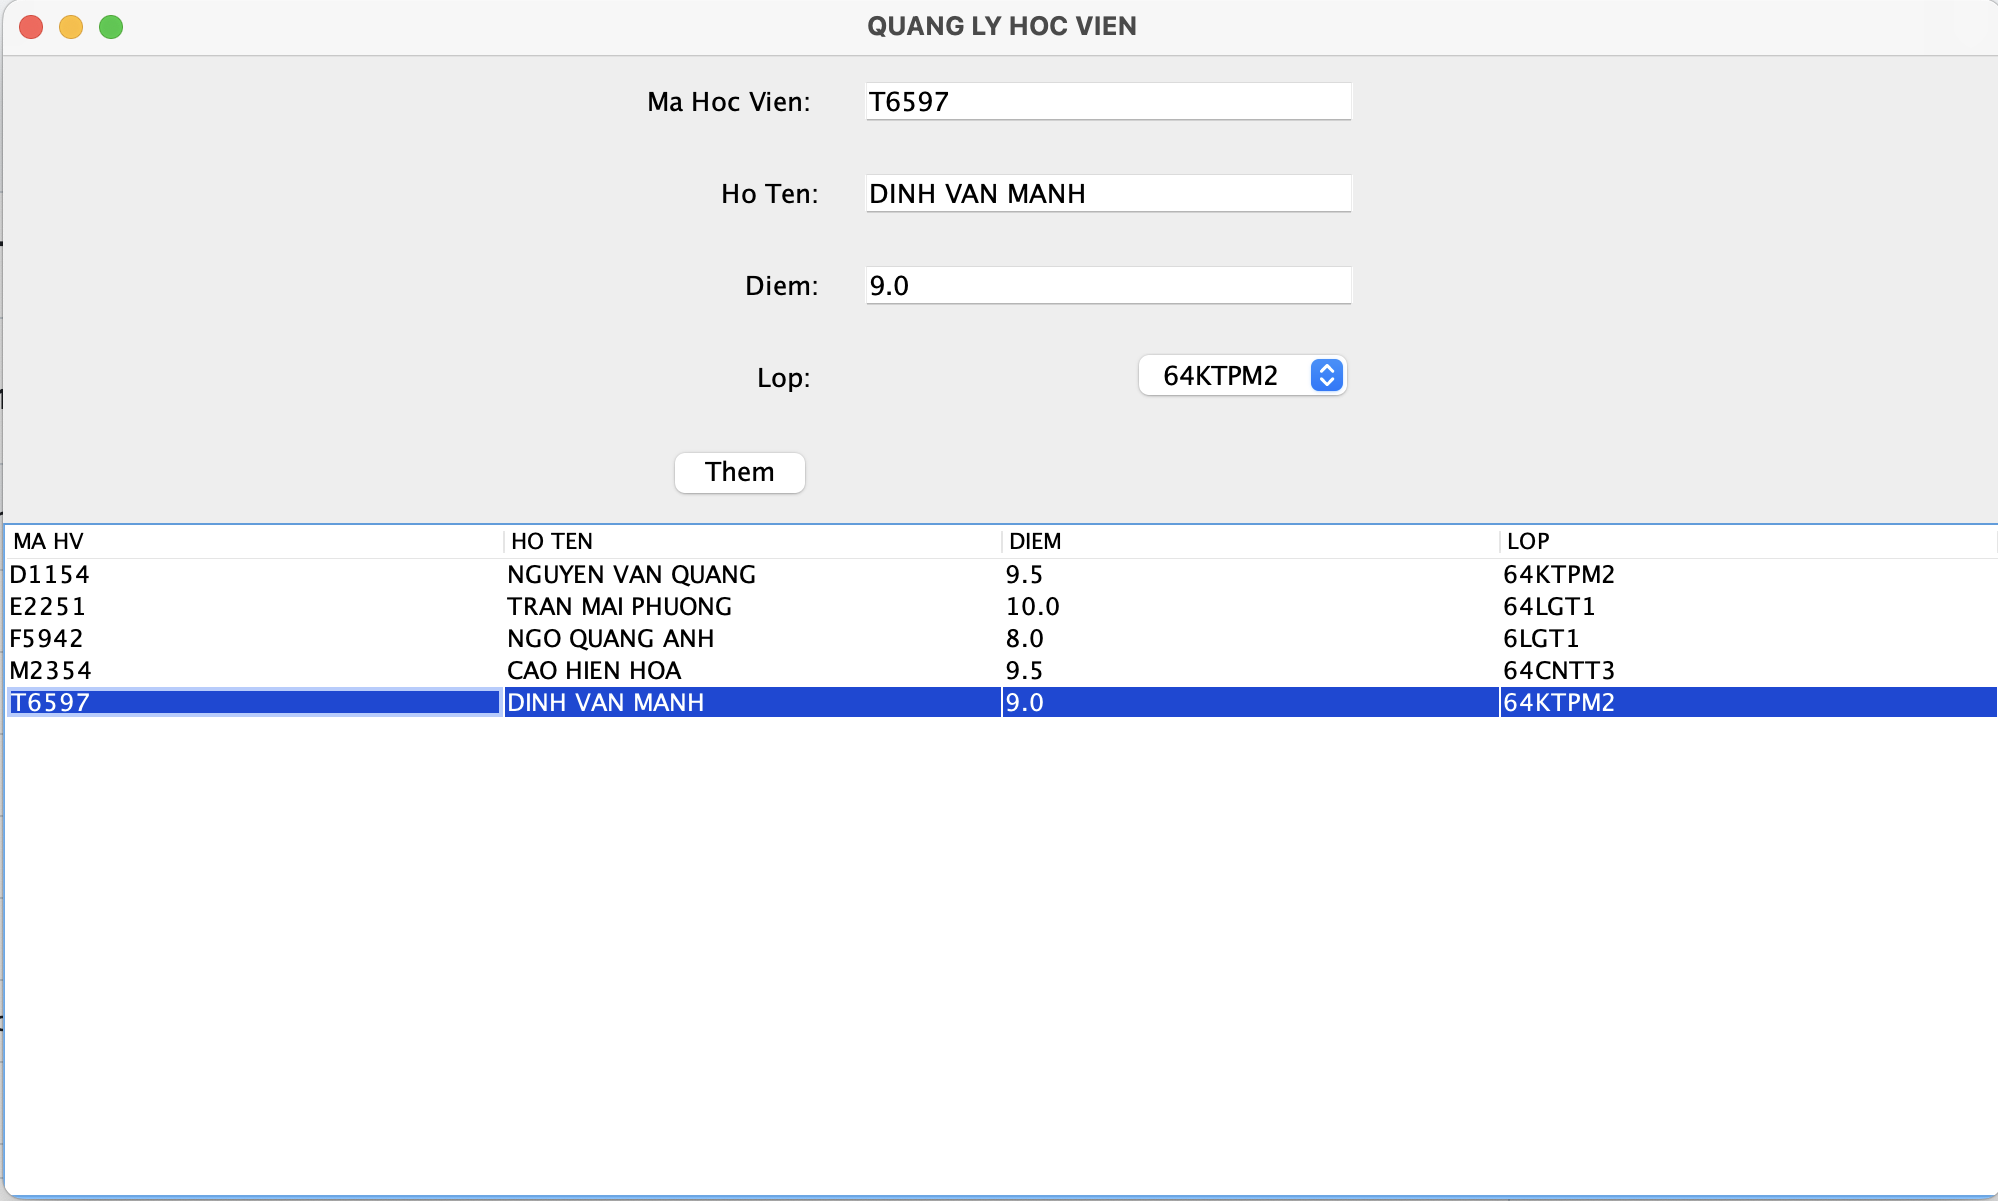 QUANG LY HOC VIEN
Ma Hoc Vien: T6597
Ho Ten: DINH VAN MANH
Diem: 9.0
Lop: 64KTPM2
Them
MA HV HO TEN DIEM LOP
D1154 NGUYEN VAN QUANG 9.5 64KTPM2
E2251 TRAN MAI PHUONG 10.0 64LGT1
F5942 NGO QUANG ANH 8.0 6LGT1
M2354 CAO HIEN HOA 9.5 64CNTT3
T6597 DINH VAN MANH 9.0 64KTPM2